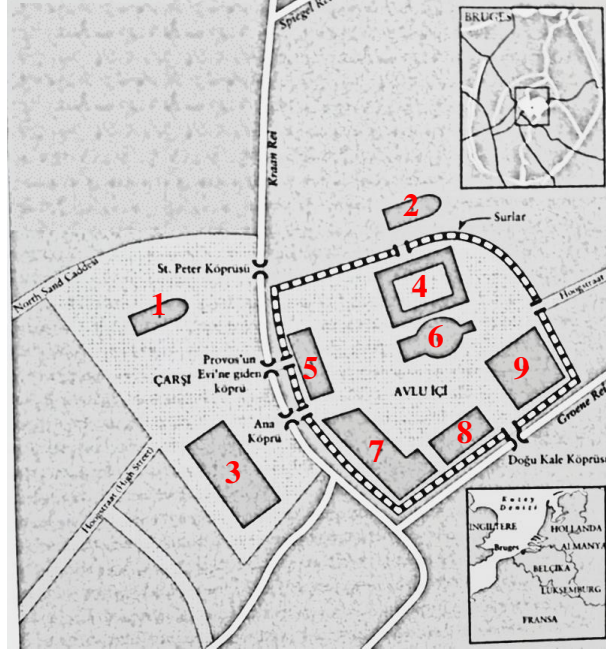 Spiegel Rei
BRUGES
Kraan Rei
2
Surlar
North Sand Caddesi
St. Peter Köprüsü
4
Hoogstraat
1
6
Provos'un
Evi'ne giden
köprü
5
9
ÇARŞI
AVLU İÇİ
Groene Rei
Ana
Köprü
8
7
Doğu Kale Köprüsü
3
Hoogstraat (High Street)
Kuzey
Denizi
İNGİLTERE
HOLLANDA
Bruges
ALMANYA
BELÇİKA
LÜKSEMBURG
FRANSA